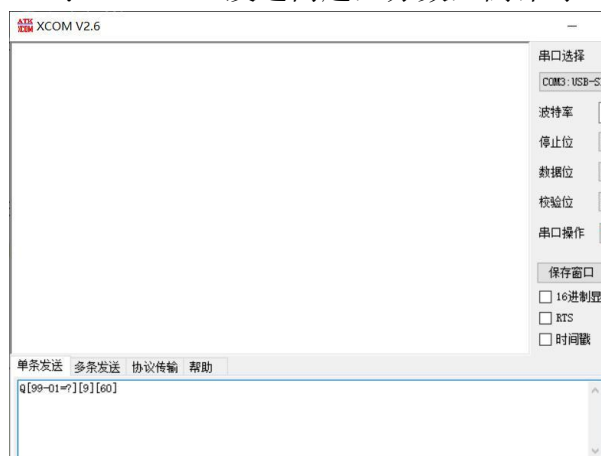 XCOM V2.6
串口选择
COM3:USB-S
波特率
停止位
数据位
校验位
串口操作
保存窗口
16进制显
RTS
时间戳
单条发送 多条发送 协议传输 帮助
Q[99-01=?][9][60]